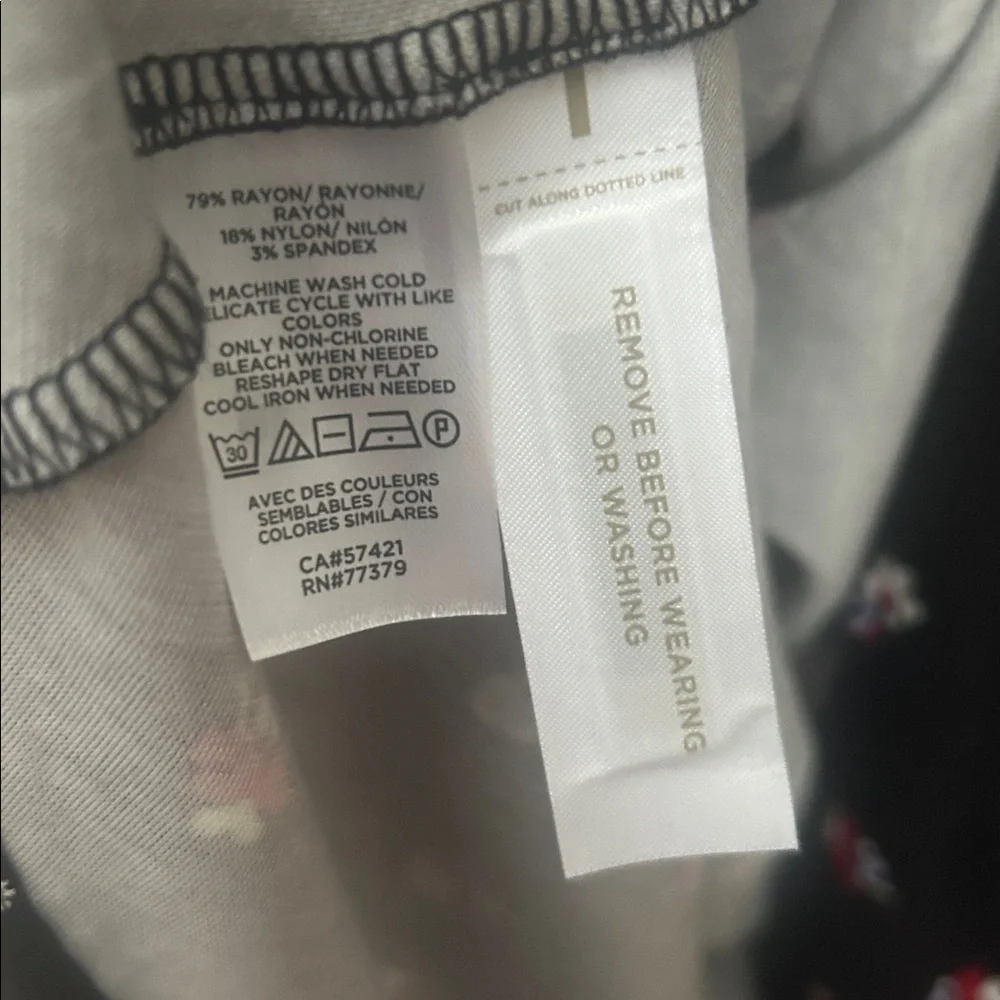 79% RAYON/ RAYONNE/
RAYÓN
18% NYLON/ NILÓN
3% SPANDEX
MACHINE WASH COLD
ELICATE CYCLE WITH LIKE
COLORS
ONLY NON-CHLORINE
BLEACH WHEN NEEDED
RESHAPE DRY FLAT
COOL IRON WHEN NEEDED
30 P
AVEC DES COULEURS
SEMBLABLES / CON
COLORES SIMILARES
CA#57421
RN#77379
CUT ALONG DOTTED LINE
REMOVE BEFORE WEARING
OR WASHING